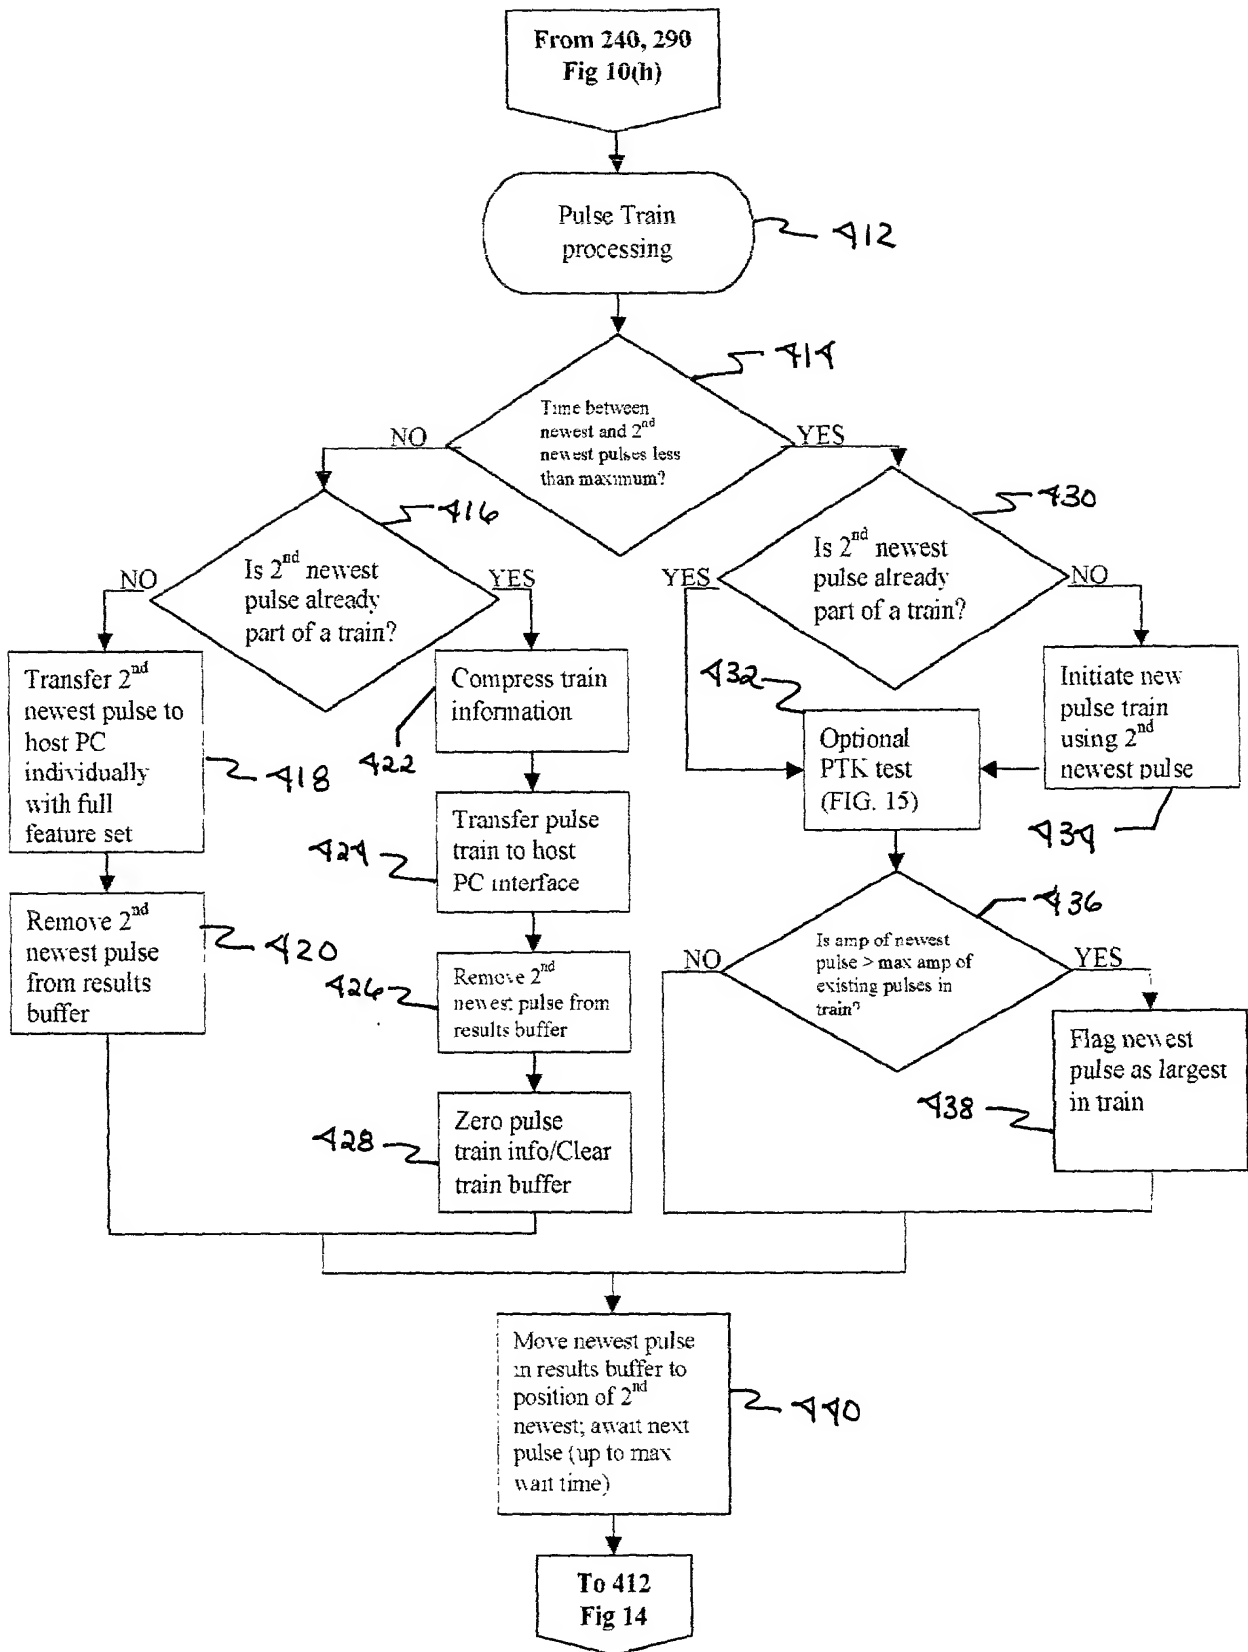 From 240, 290
Fig 10(h)
Pulse Train
processing
412
414
Time between
newest and 2nd
newest pulses less
than maximum?
NO
YES
416
Is 2nd newest
pulse already
part of a train?
NO
YES
430
Is 2nd newest
pulse already
part of a train?
YES
NO
Transfer 2nd
newest pulse to
host PC
individually
with full
feature set
418
Compress train
information
422
432
Optional
PTK test
(FIG. 15)
Initiate new
pulse train
using 2nd
newest pulse
434
424
Transfer pulse
train to host
PC interface
Remove 2nd
newest pulse
from results
buffer
420
426
Remove 2nd
newest pulse from
results buffer
436
Is amp of newest
pulse > max amp of
existing pulses in
train?
NO
YES
Flag newest
pulse as largest
in train
438
428
Zero pulse
train info/Clear
train buffer
Move newest pulse
in results buffer to
position of 2nd
newest; await next
pulse (up to max
wait time)
440
To 412
Fig 14